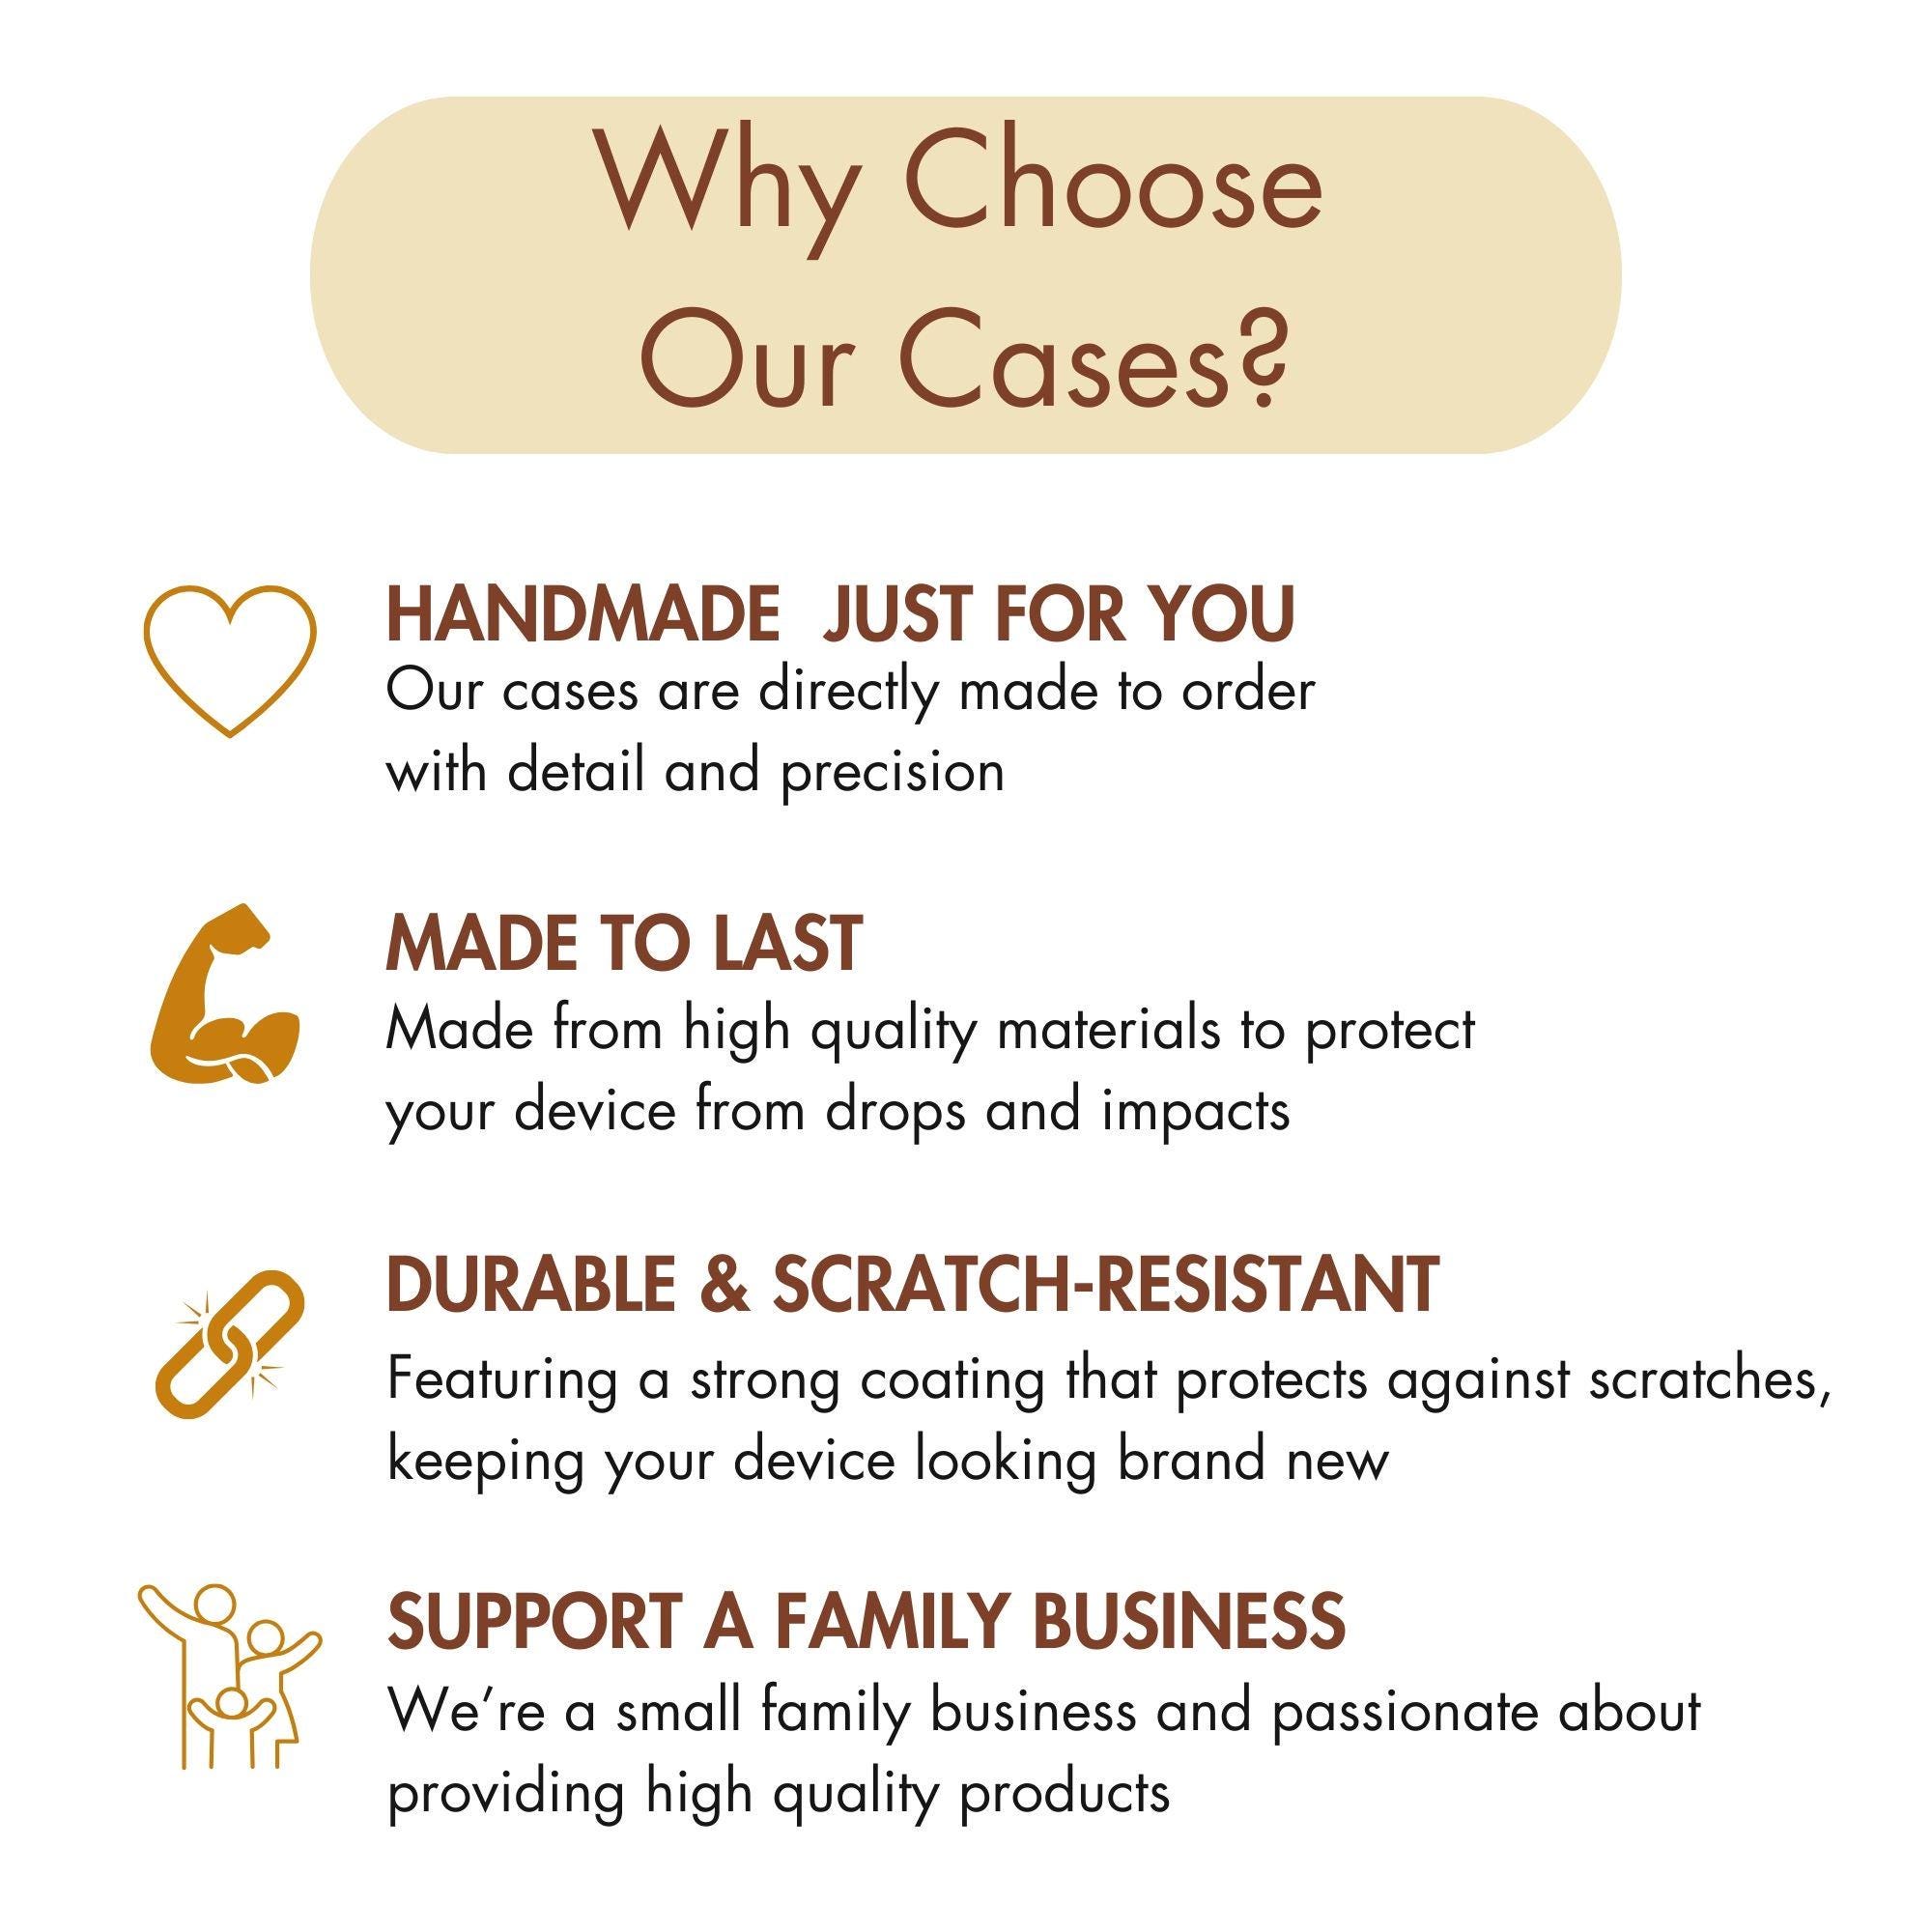 Why Choose
Our Cases?
HANDMADE  JUST FOR YOU
Our cases are directly made to order
with detail and precision
MADE TO LAST
Made from high quality materials to protect
your device from drops and impacts
DURABLE & SCRATCH-RESISTANT
Featuring a strong coating that protects against scratches,
keeping your device looking brand new
SUPPORT A FAMILY BUSINESS
We’re a small family business and passionate about
providing high quality products